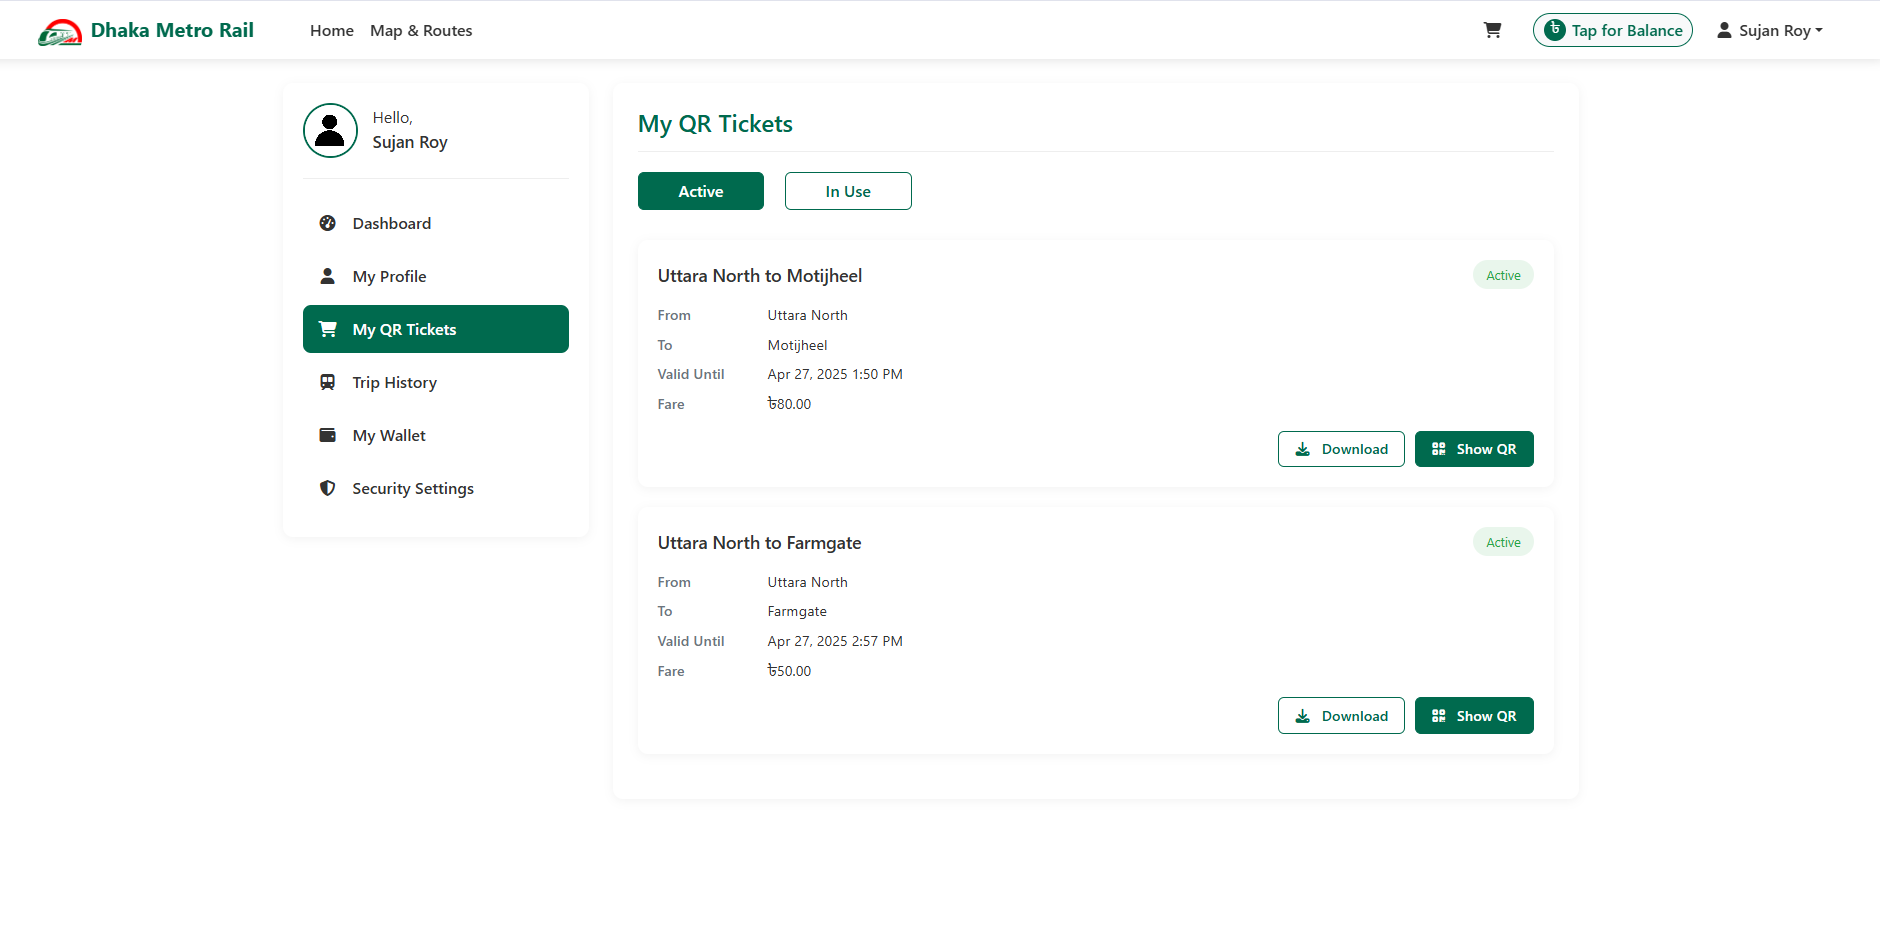 Dhaka Metro Rail
Home
Map & Routes
৳ Tap for Balance
Sujan Roy
Hello,
Sujan Roy
Dashboard
My Profile
My QR Tickets
Trip History
My Wallet
Security Settings
My QR Tickets
Active
In Use
Uttara North to Motijheel
Active
From Uttara North
To Motijheel
Valid Until Apr 27, 2025 1:50 PM
Fare ৳80.00
Download
Show QR
Uttara North to Farmgate
Active
From Uttara North
To Farmgate
Valid Until Apr 27, 2025 2:57 PM
Fare ৳50.00
Download
Show QR